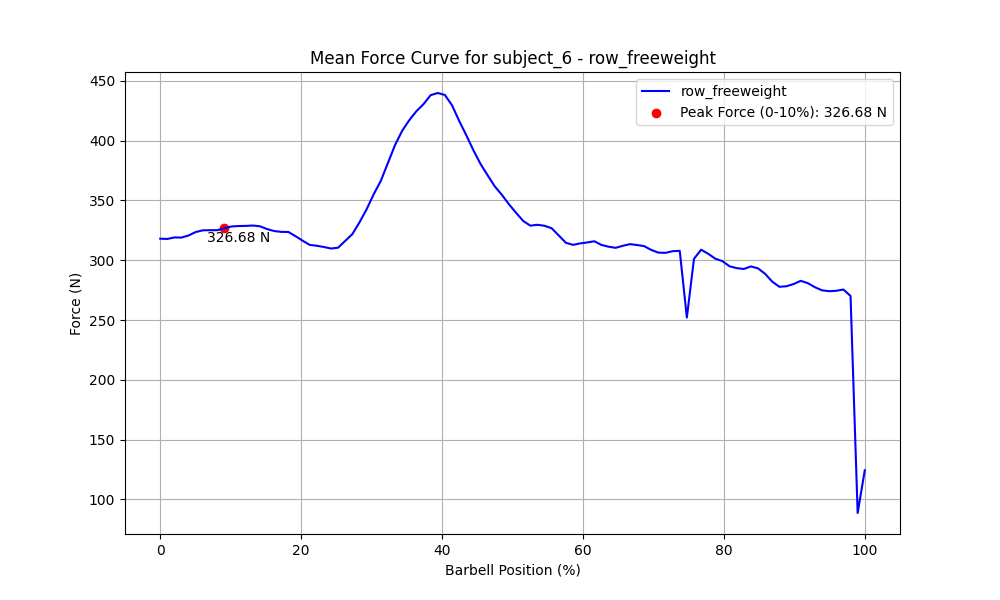 Mean Force Curve for subject_6 - row_freeweight
row_freeweight
Peak Force (0-10%): 326.68 N
326.68 N
Force (N)
450
400
350
300
250
200
150
100
0 20 40 60 80 100
Barbell Position (%)